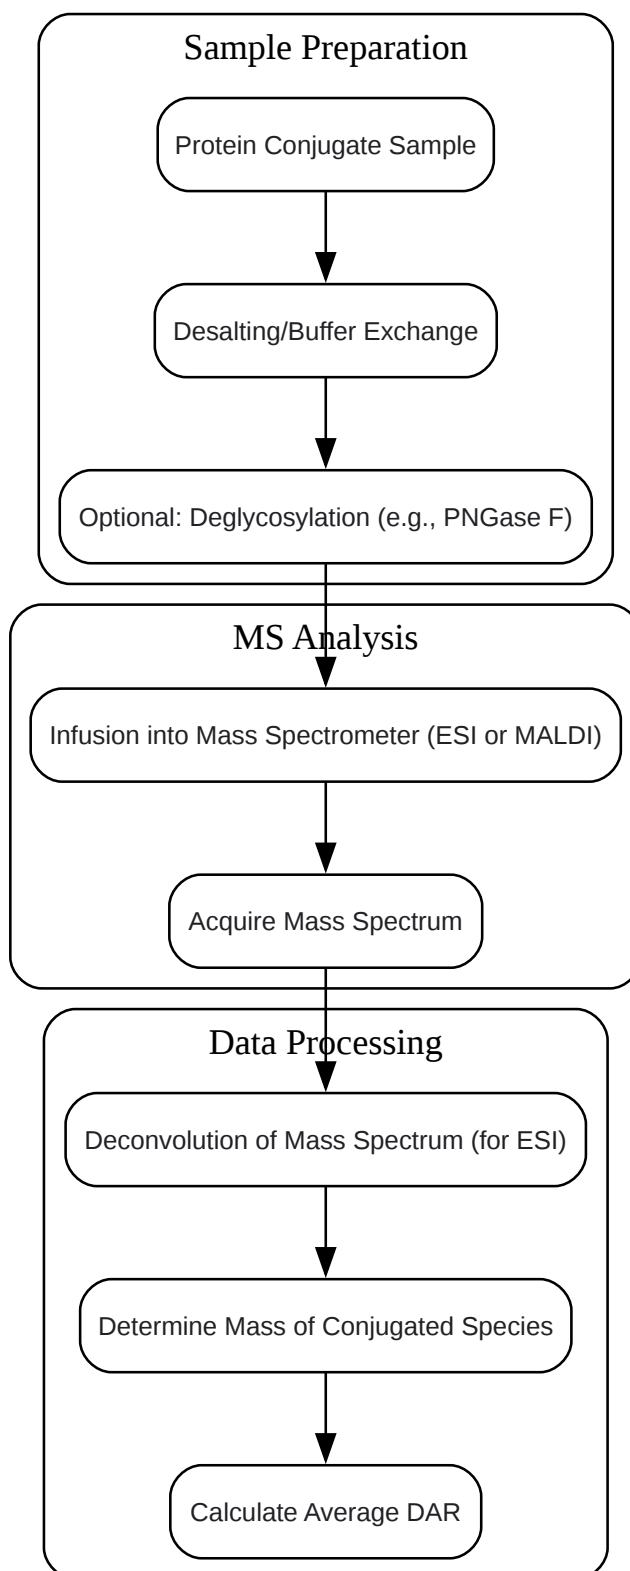 Sample Preparation
Protein Conjugate Sample
Desalting/Buffer Exchange
Optional: Deglycosylation (e.g., PNGase F)
MS Analysis
Infusion into Mass Spectrometer (ESI or MALDI)
Acquire Mass Spectrum
Data Processing
Deconvolution of Mass Spectrum (for ESI)
Determine Mass of Conjugated Species
Calculate Average DAR